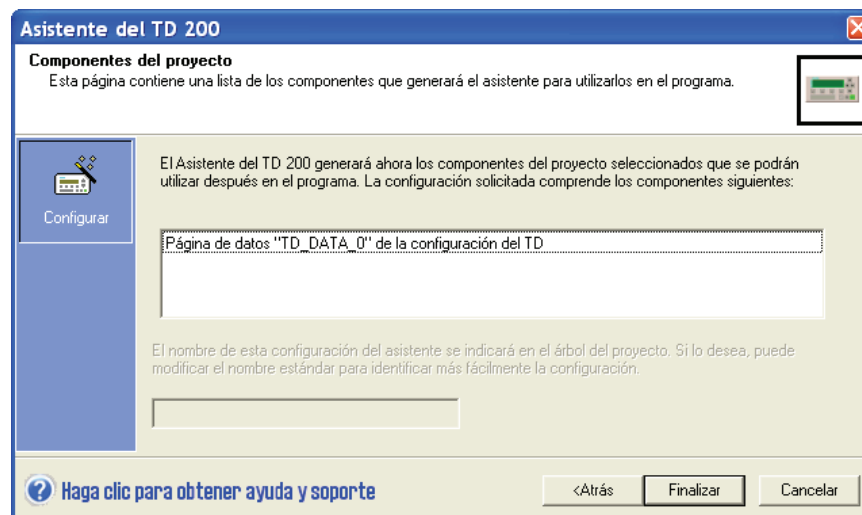 Asistente del TD 200
Componentes del proyecto
Esta página contiene una lista de los componentes que generará el asistente para utilizarlos en el programa.
Configurar
El Asistente del TD 200 generará ahora los componentes del proyecto seleccionados que se podrán
utilizar después en el programa. La configuración solicitada comprende los componentes siguientes:
Página de datos "TD_DATA_0" de la configuración del TD
El nombre de esta configuración del asistente se indicará en el árbol del proyecto. Si lo desea, puede
modificar el nombre estándar para identificar más fácilmente la configuración.
Haga clic para obtener ayuda y soporte
<Atrás
Finalizar
Cancelar